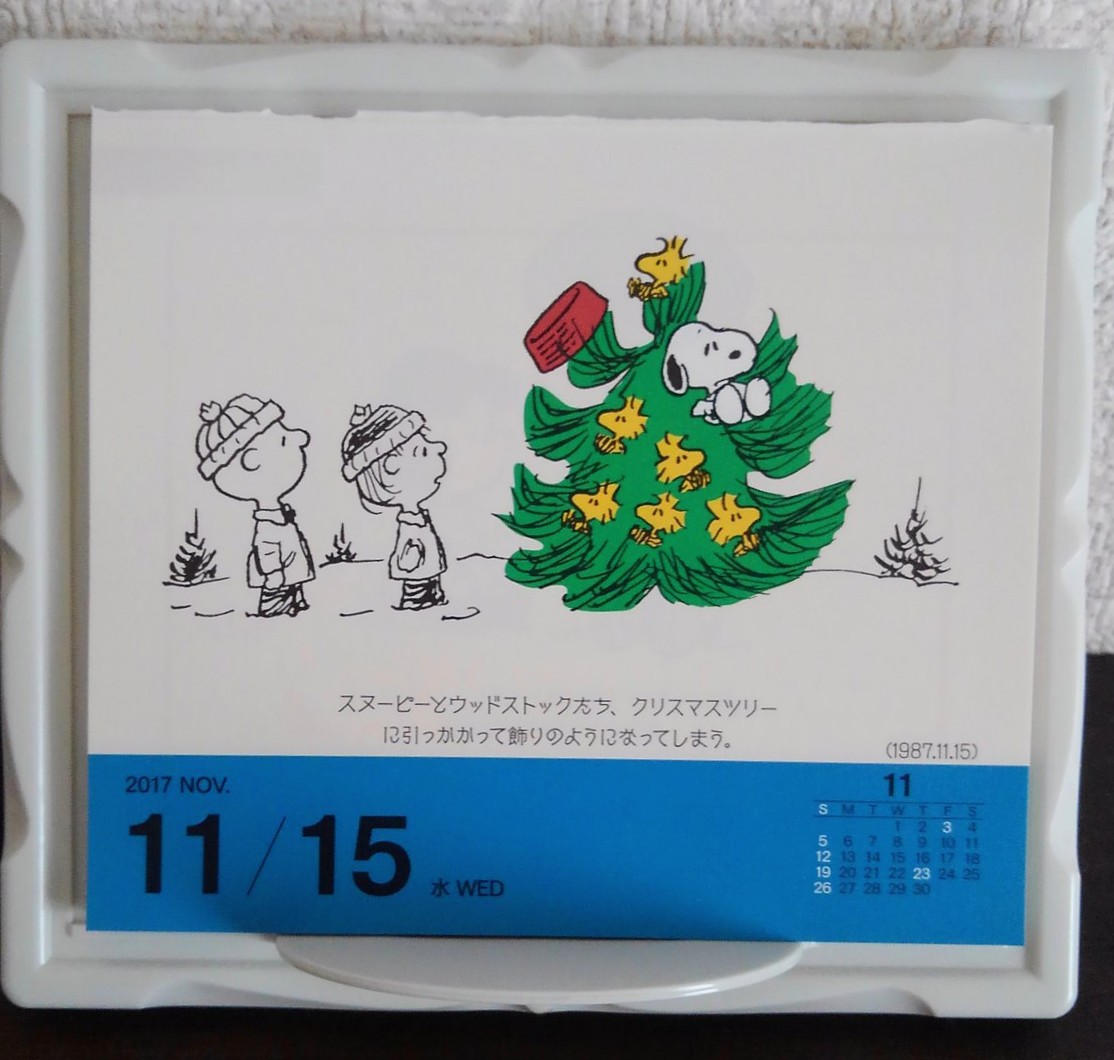 スヌーピーとウッドストックたち、クリスマスツリー
に引っかかって飾りのようになってしまう。
(1987.11.15)
2017 NOV.
11/15 水 WED
11
S M T W T F S
1 2 3 4
5 6 7 8 9 10 11
12 13 14 15 16 17 18
19 20 21 22 23 24 25
26 27 28 29 30